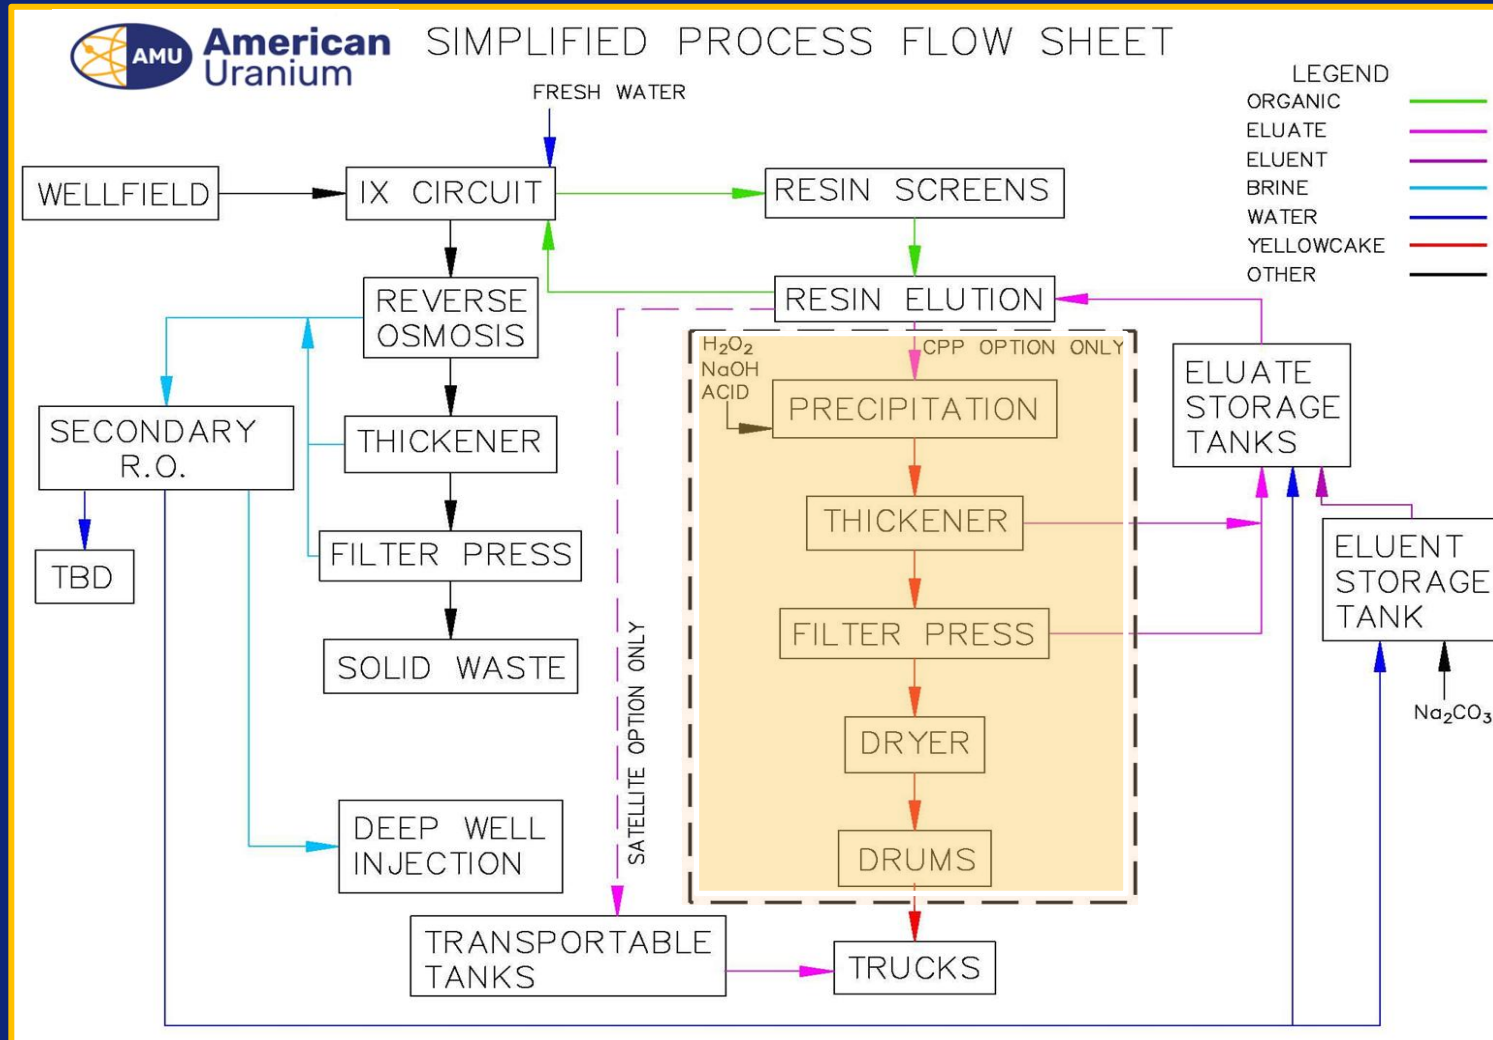 AMU
American
Uranium
SIMPLIFIED PROCESS FLOW SHEET
LEGEND
ORGANIC
ELUATE
ELUENT
BRINE
WATER
YELLOWCAKE
OTHER
FRESH WATER
WELLFIELD
IX CIRCUIT
RESIN SCREENS
REVERSE
OSMOSIS
RESIN ELUTION
H₂O₂
NaOH
ACID
CPP OPTION ONLY
PRECIPITATION
ELUATE
STORAGE
TANKS
SECONDARY
R.O.
THICKENER
THICKENER
TBD
FILTER PRESS
ELUENT
STORAGE
TANK
FILTER PRESS
SOLID WASTE
SATELLITE OPTION ONLY
Na₂CO₃
DRYER
DEEP WELL
INJECTION
DRUMS
TRANSPORTABLE
TANKS
TRUCKS